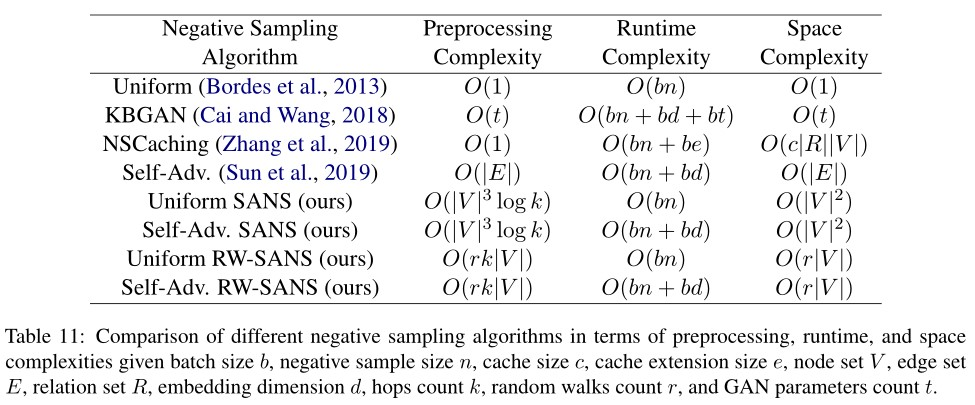 Negative Sampling Preprocessing Runtime Space
Algorithm Complexity Complexity Complexity
Uniform (Bordes et al., 2013) O(1) O(bn) O(1)
KBGAN (Cai and Wang, 2018) O(t) O(bn + bd + bt) O(t)
NSCaching (Zhang et al., 2019) O(1) O(bn + be) O(c|R||V|)
Self-Adv. (Sun et al., 2019) O(|E|) O(bn + bd) O(|E|)
Uniform SANS (ours) O(|V|³ log k) O(bn) O(|V|²)
Self-Adv. SANS (ours) O(|V|³ log k) O(bn + bd) O(|V|²)
Uniform RW-SANS (ours) O(rk|V|) O(bn) O(r|V|)
Self-Adv. RW-SANS (ours) O(rk|V|) O(bn + bd) O(r|V|)
Table 11: Comparison of different negative sampling algorithms in terms of preprocessing, runtime, and space
complexities given batch size b, negative sample size n, cache size c, cache extension size e, node set V, edge set
E, relation set R, embedding dimension d, hops count k, random walks count r, and GAN parameters count t.